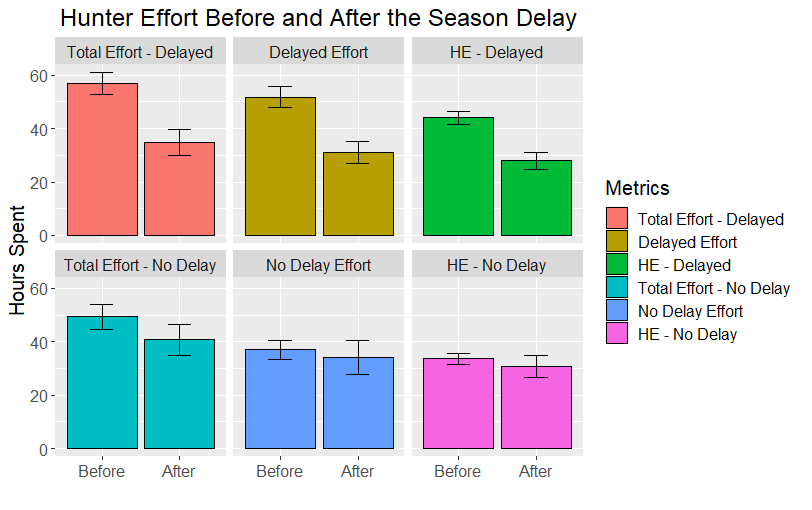 Hunter Effort Before and After the Season Delay
Total Effort - Delayed
Delayed Effort
HE - Delayed
60
40
20
0
Hours Spent
Total Effort - No Delay
No Delay Effort
HE - No Delay
60
40
20
0
Before
After
Before
After
Before
After
Metrics
Total Effort - Delayed
Delayed Effort
HE - Delayed
Total Effort - No Delay
No Delay Effort
HE - No Delay